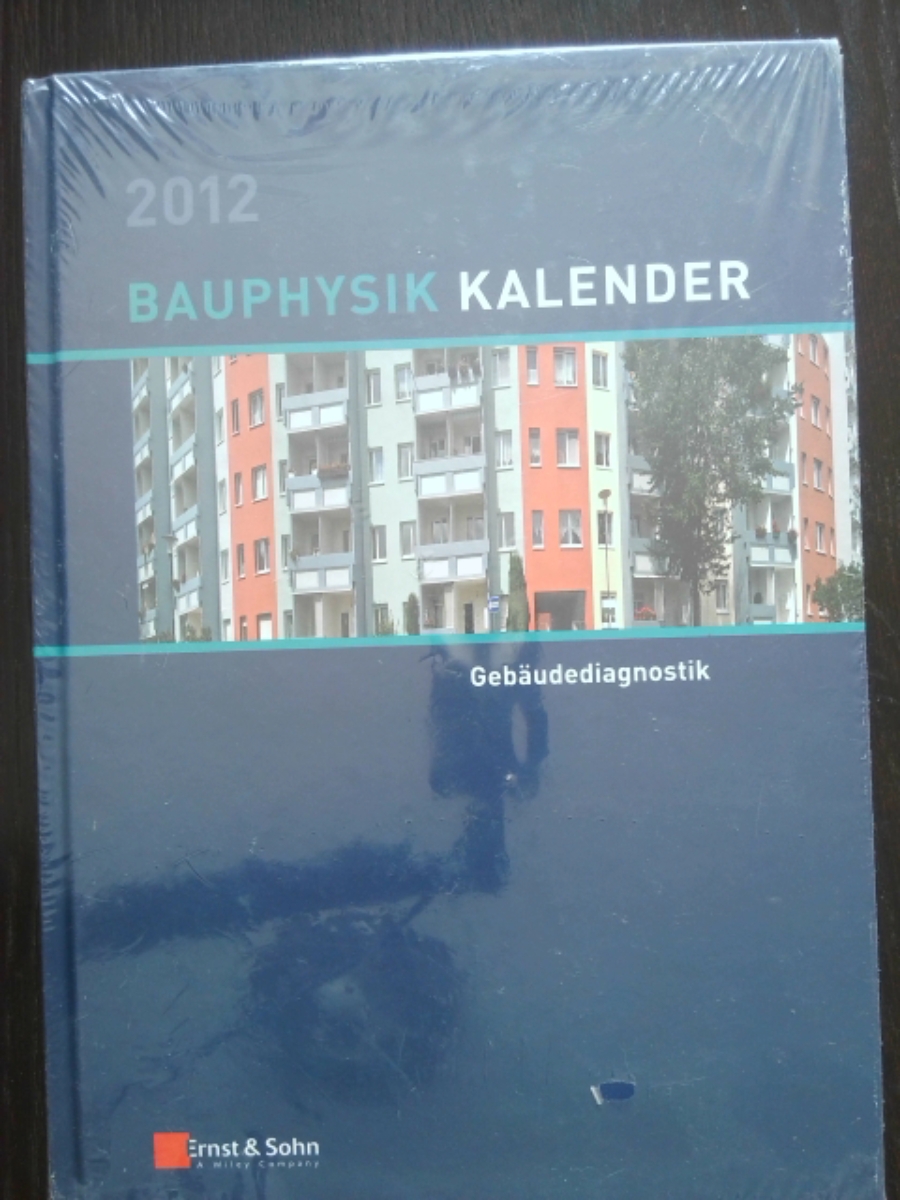 2012
BAUPHYSIK KALENDER
Gebäudediagnostik
Ernst & Sohn
A Wiley Company